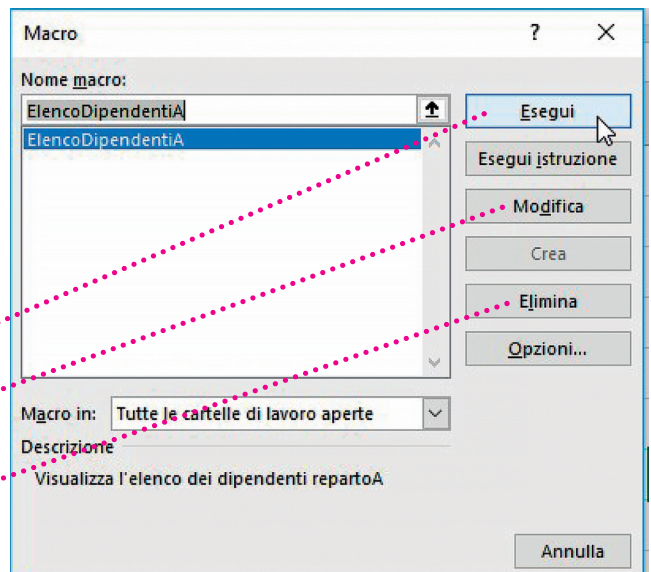 Macro ?
Nome macro:
ElencoDipendentiA
ElencoDipendentiA
Esegui
Esegui istruzione
Modifica
Crea
Elimina
Opzioni...
Macro in: Tutte le cartelle di lavoro aperte
Descrizione
Visualizza l'elenco dei dipendenti repartoA
Annulla